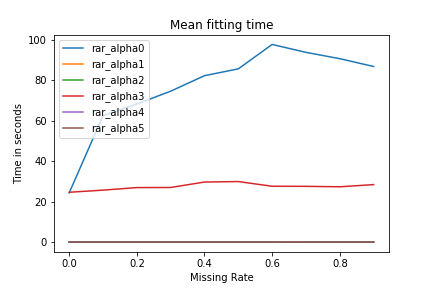 Mean fitting time
100
80
60
40
20
0
Time in seconds
rar_alpha0
rar_alpha1
rar_alpha2
rar_alpha3
rar_alpha4
rar_alpha5
0.0 0.2 0.4 0.6 0.8
Missing Rate